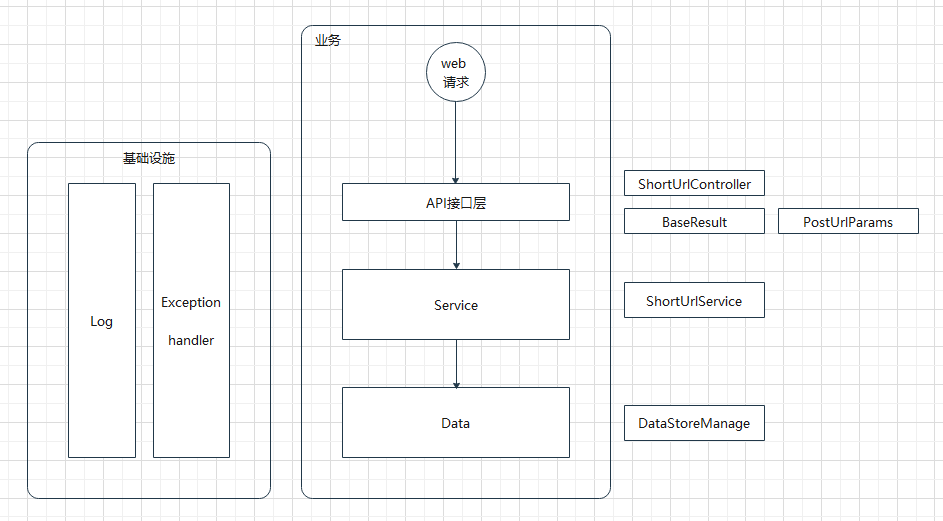 业务
web
请求
基础设施
API接口层
ShortUrlController
BaseResult
PostUrlParams
Log
Exception
handler
Service
ShortUrlService
Data
DataStoreManage